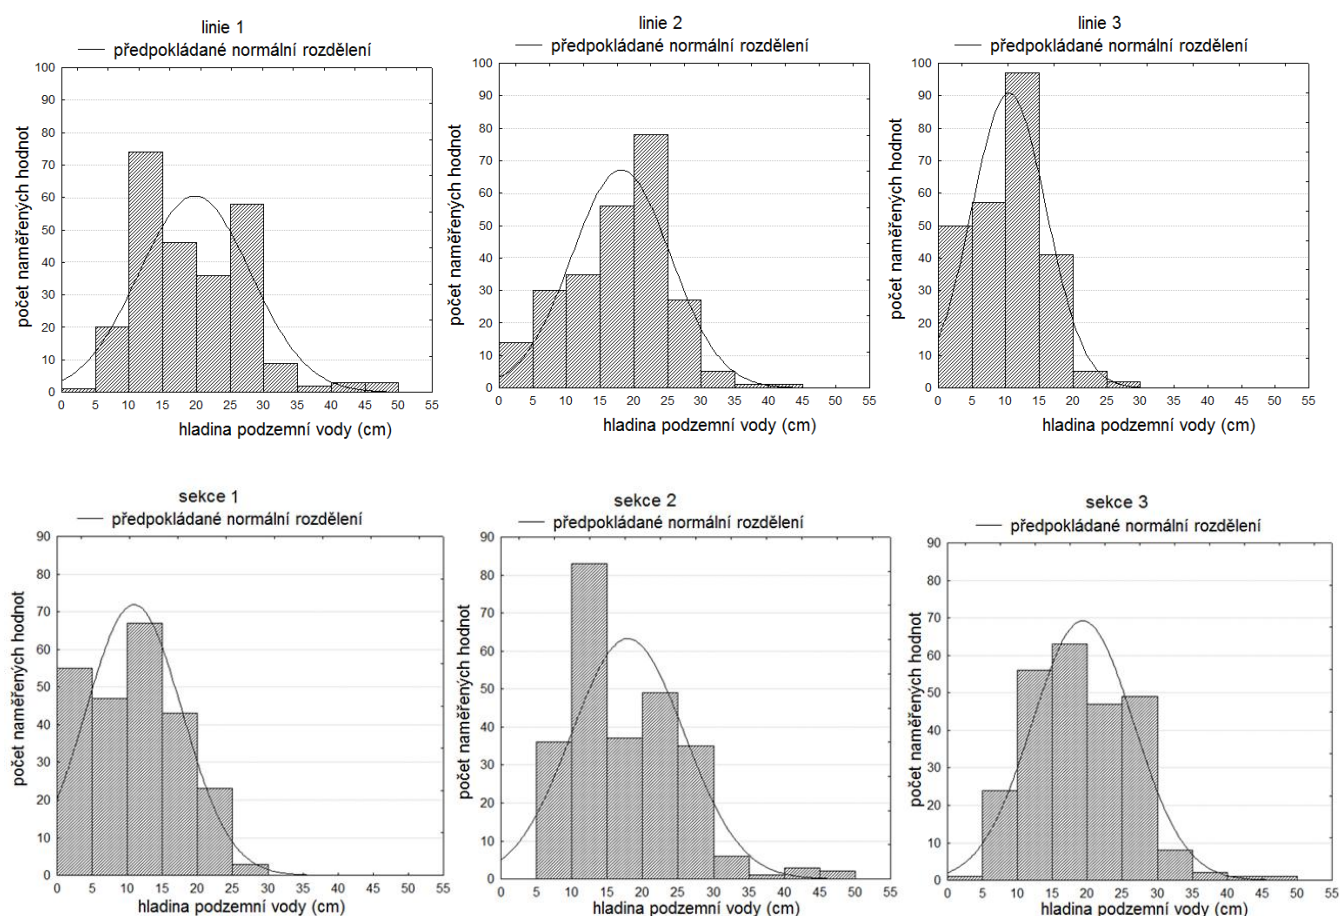 linie 1
předpokládané normální rozdělení
100
90
80
70
60
50
40
30
20
10
0
počet naměřených hodnot
0 5 10 15 20 25 30 35 40 45 50 55
hladina podzemní vody (cm)
linie 2
předpokládané normální rozdělení
100
90
80
70
60
50
40
30
20
10
0
počet naměřených hodnot
0 5 10 15 20 25 30 35 40 45 50 55
hladina podzemní vody (cm)
linie 3
předpokládané normální rozdělení
100
90
80
70
60
50
40
30
20
10
0
počet naměřených hodnot
0 5 10 15 20 25 30 35 40 45 50 55
hladina podzemní vody (cm)
sekce 1
předpokládané normální rozdělení
90
80
70
60
50
40
30
20
10
0
počet naměřených hodnot
0 5 10 15 20 25 30 35 40 45 50 55
hladina podzemní vody (cm)
sekce 2
předpokládané normální rozdělení
90
80
70
60
50
40
30
20
10
0
počet naměřených hodnot
0 5 10 15 20 25 30 35 40 45 50 55
hladina podzemní vody (cm)
sekce 3
předpokládané normální rozdělení
90
80
70
60
50
40
30
20
10
0
počet naměřených hodnot
0 5 10 15 20 25 30 35 40 45 50 55
hladina podzemní vody (cm)